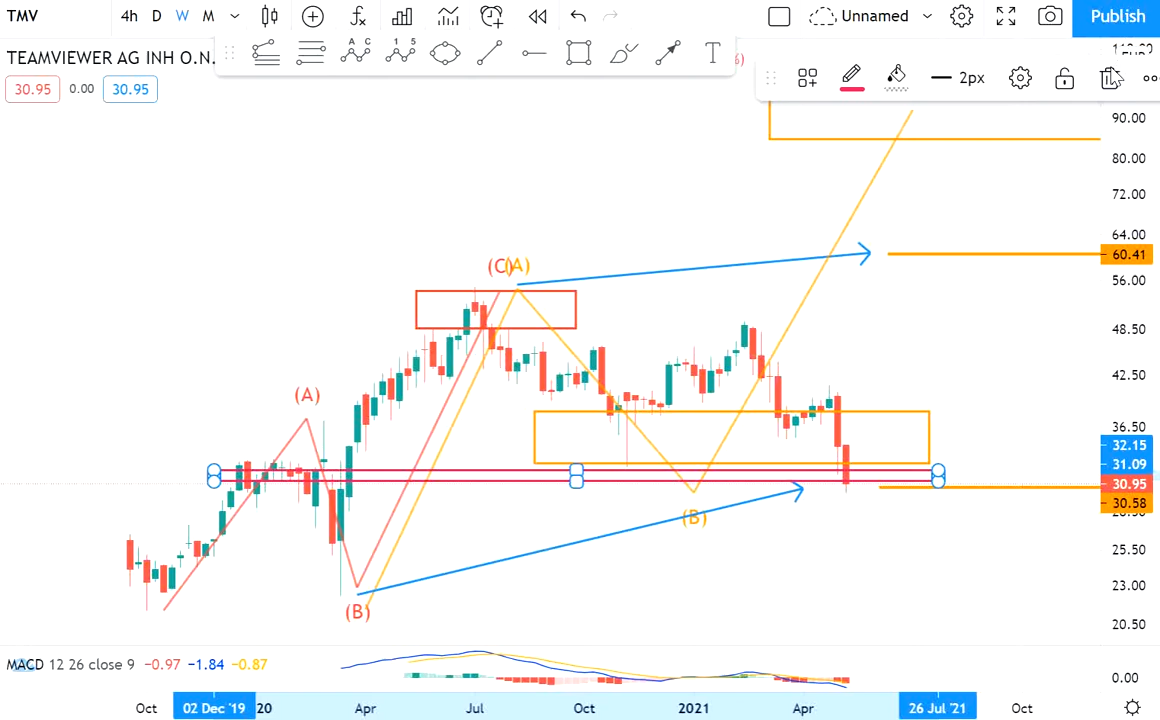 TMV 4h D W M Unnamed Publish
A C 1 5
TEAMVIEWER AG INH O.N. %)
30.95 0.00 30.95
2px
90.00
80.00
72.00
64.00
60.41
(C) (A)
56.00
48.50
42.50
(A)
36.50
32.15
31.09
30.95
30.58
(B)
25.50
23.00
(B)
20.50
MACD 12 26 close 9 −0.97 −1.84 −0.87
0.00
Oct 02 Dec '19 20 Apr Jul Oct 2021 Apr 26 Jul '21 Oct